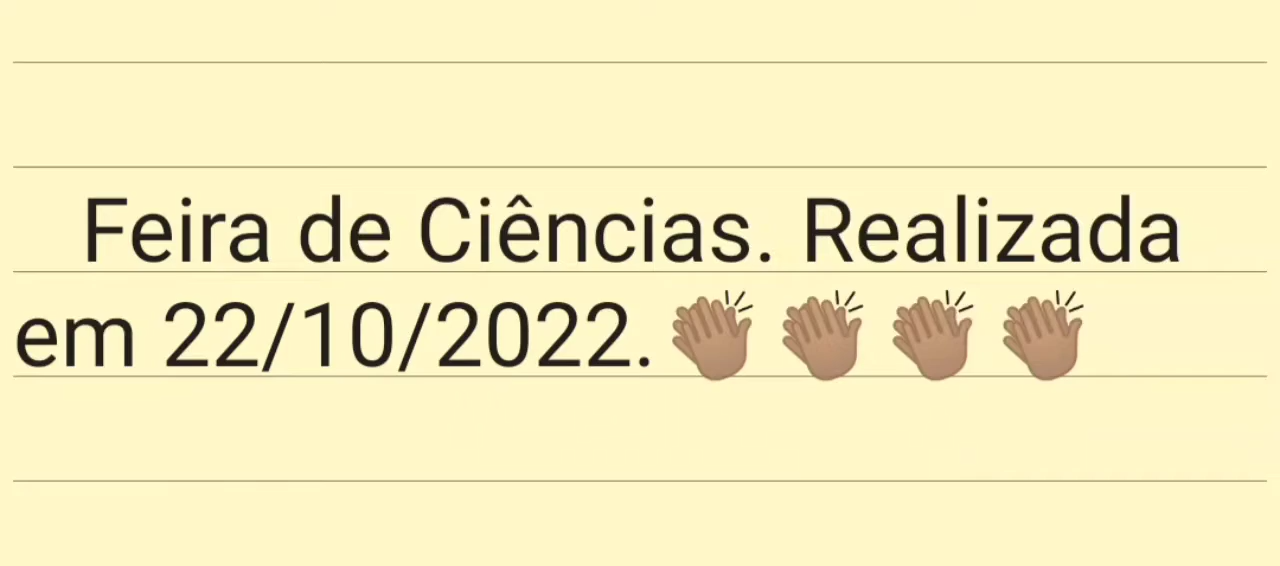 Feira de Ciências. Realizada
em 22/10/2022.👏🏽👏🏽👏🏽👏🏽